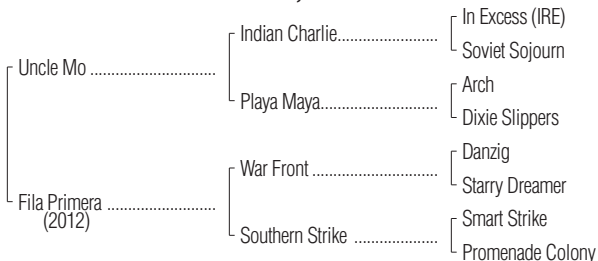 In Excess (IRE)
Indian Charlie..............................
Soviet Sojourn
Uncle Mo .....................................
Arch
Playa Maya...................................
Dixie Slippers
Danzig
War Front .....................................
Starry Dreamer
Fila Primera ................................
(2012)
Smart Strike
Southern Strike ........................
Promenade Colony